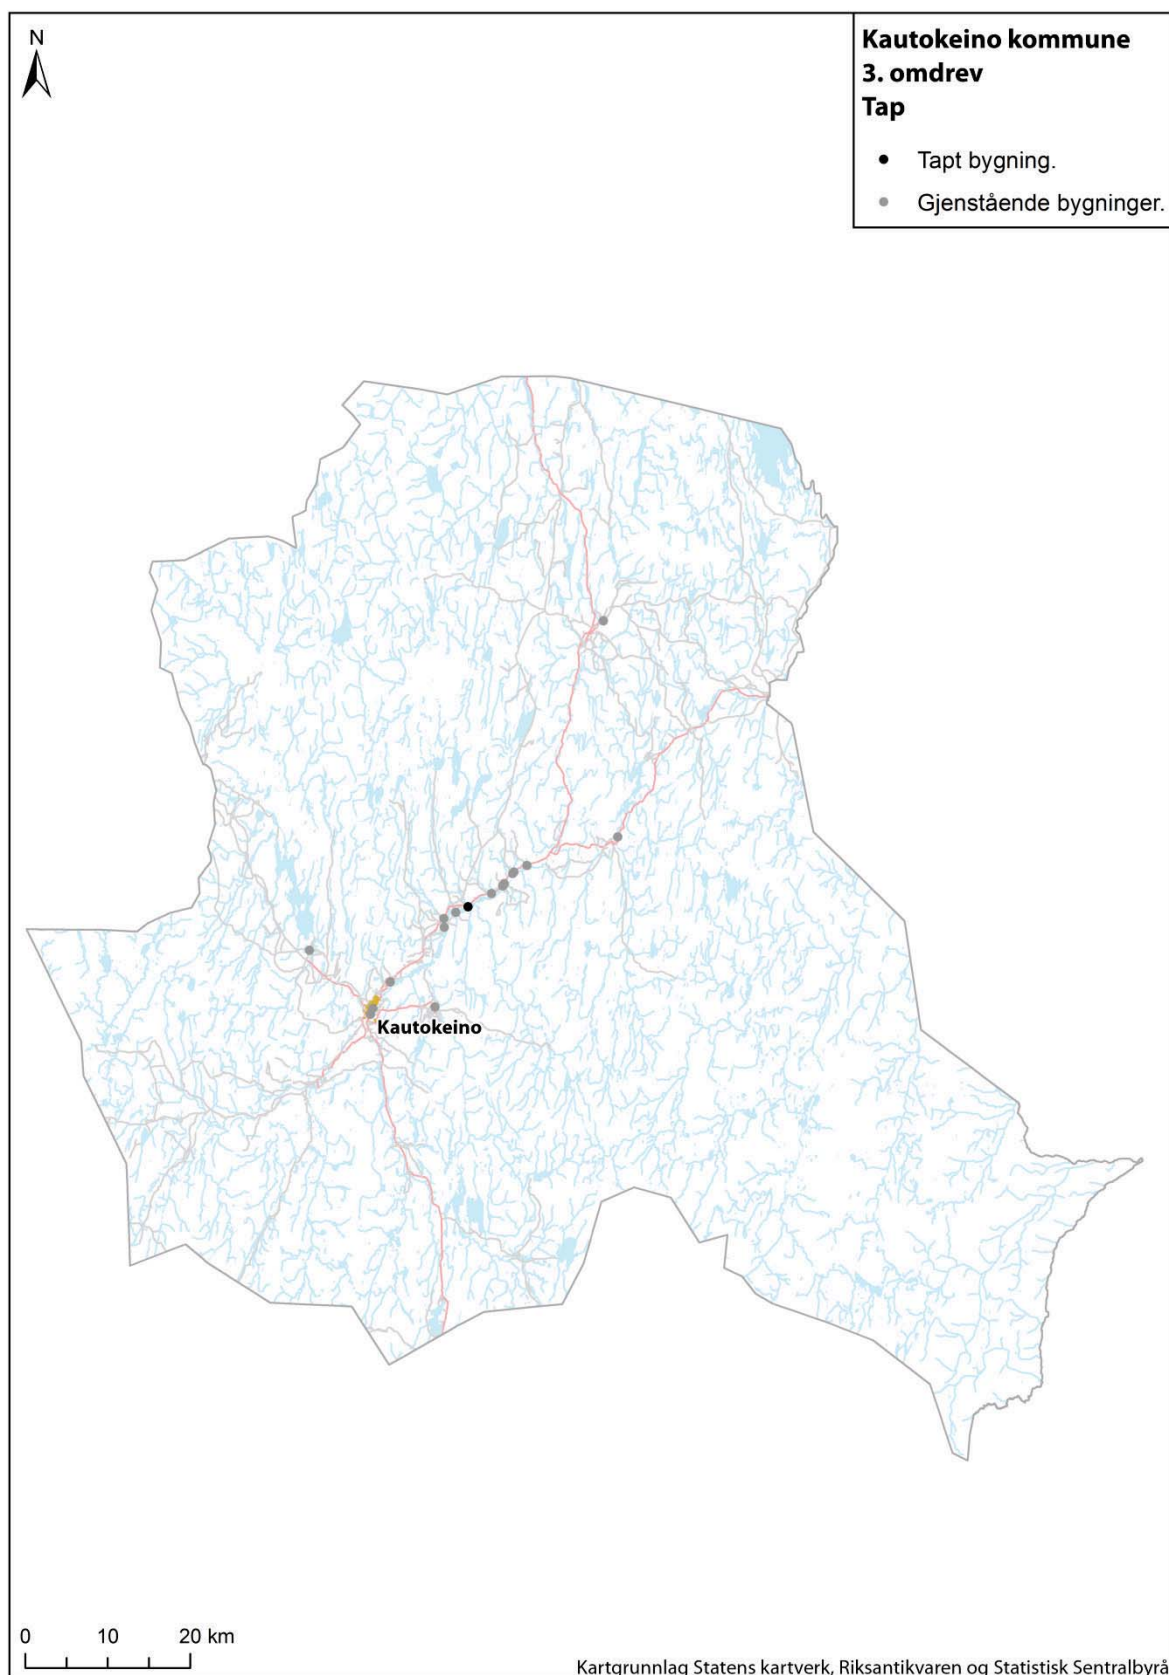 N
Kautokeino kommune
3. omdrev
Tap
Tapt bygning.
Gjenstående bygninger.
Kautokeino
0 10 20 km
Kartgrunnlag Statens kartverk, Riksantikvaren og Statistisk Sentralbyrå